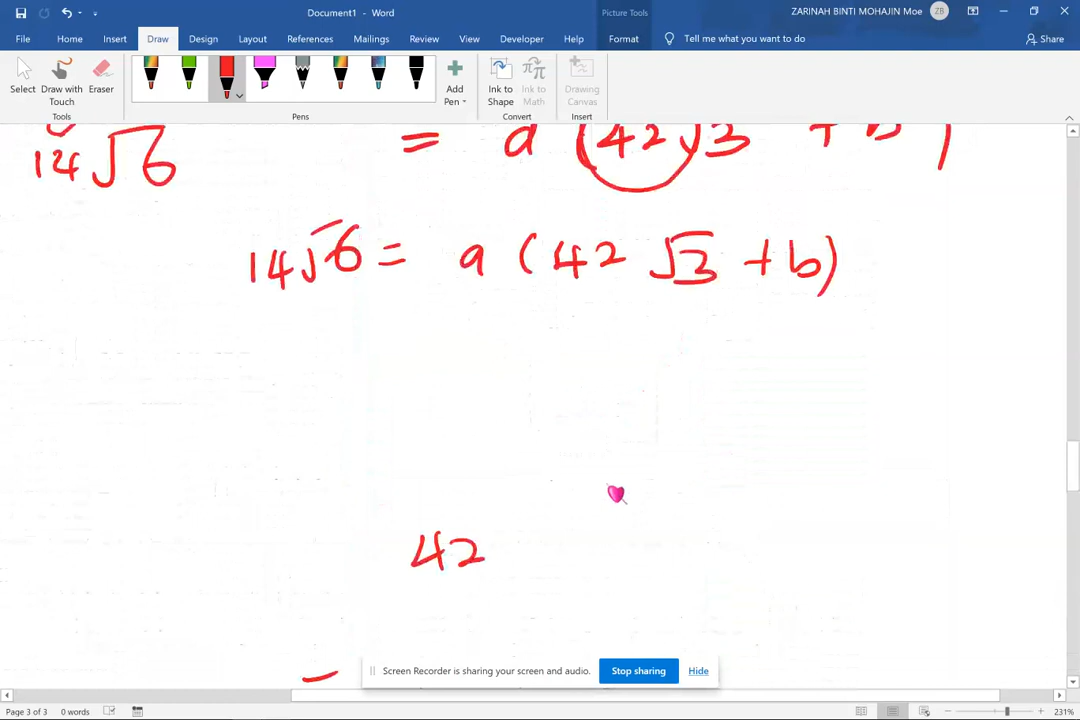 Document1 - Word
Picture Tools
ZARINAH BINTI MOHAJIN Moe
ZB
File Home Insert Draw Design Layout References Mailings Review View Developer Help Format Tell me what you want to do Share
Select
Draw with Touch
Eraser
Add Pen
Ink to Shape
Ink to Math
Drawing Canvas
Tools
Pens
Convert
Insert
14√6 = a (42√3 + b)
14√6 = a (42 √3 + b)
42
Screen Recorder is sharing your screen and audio. Stop sharing Hide
Page 3 of 3 0 words
231%